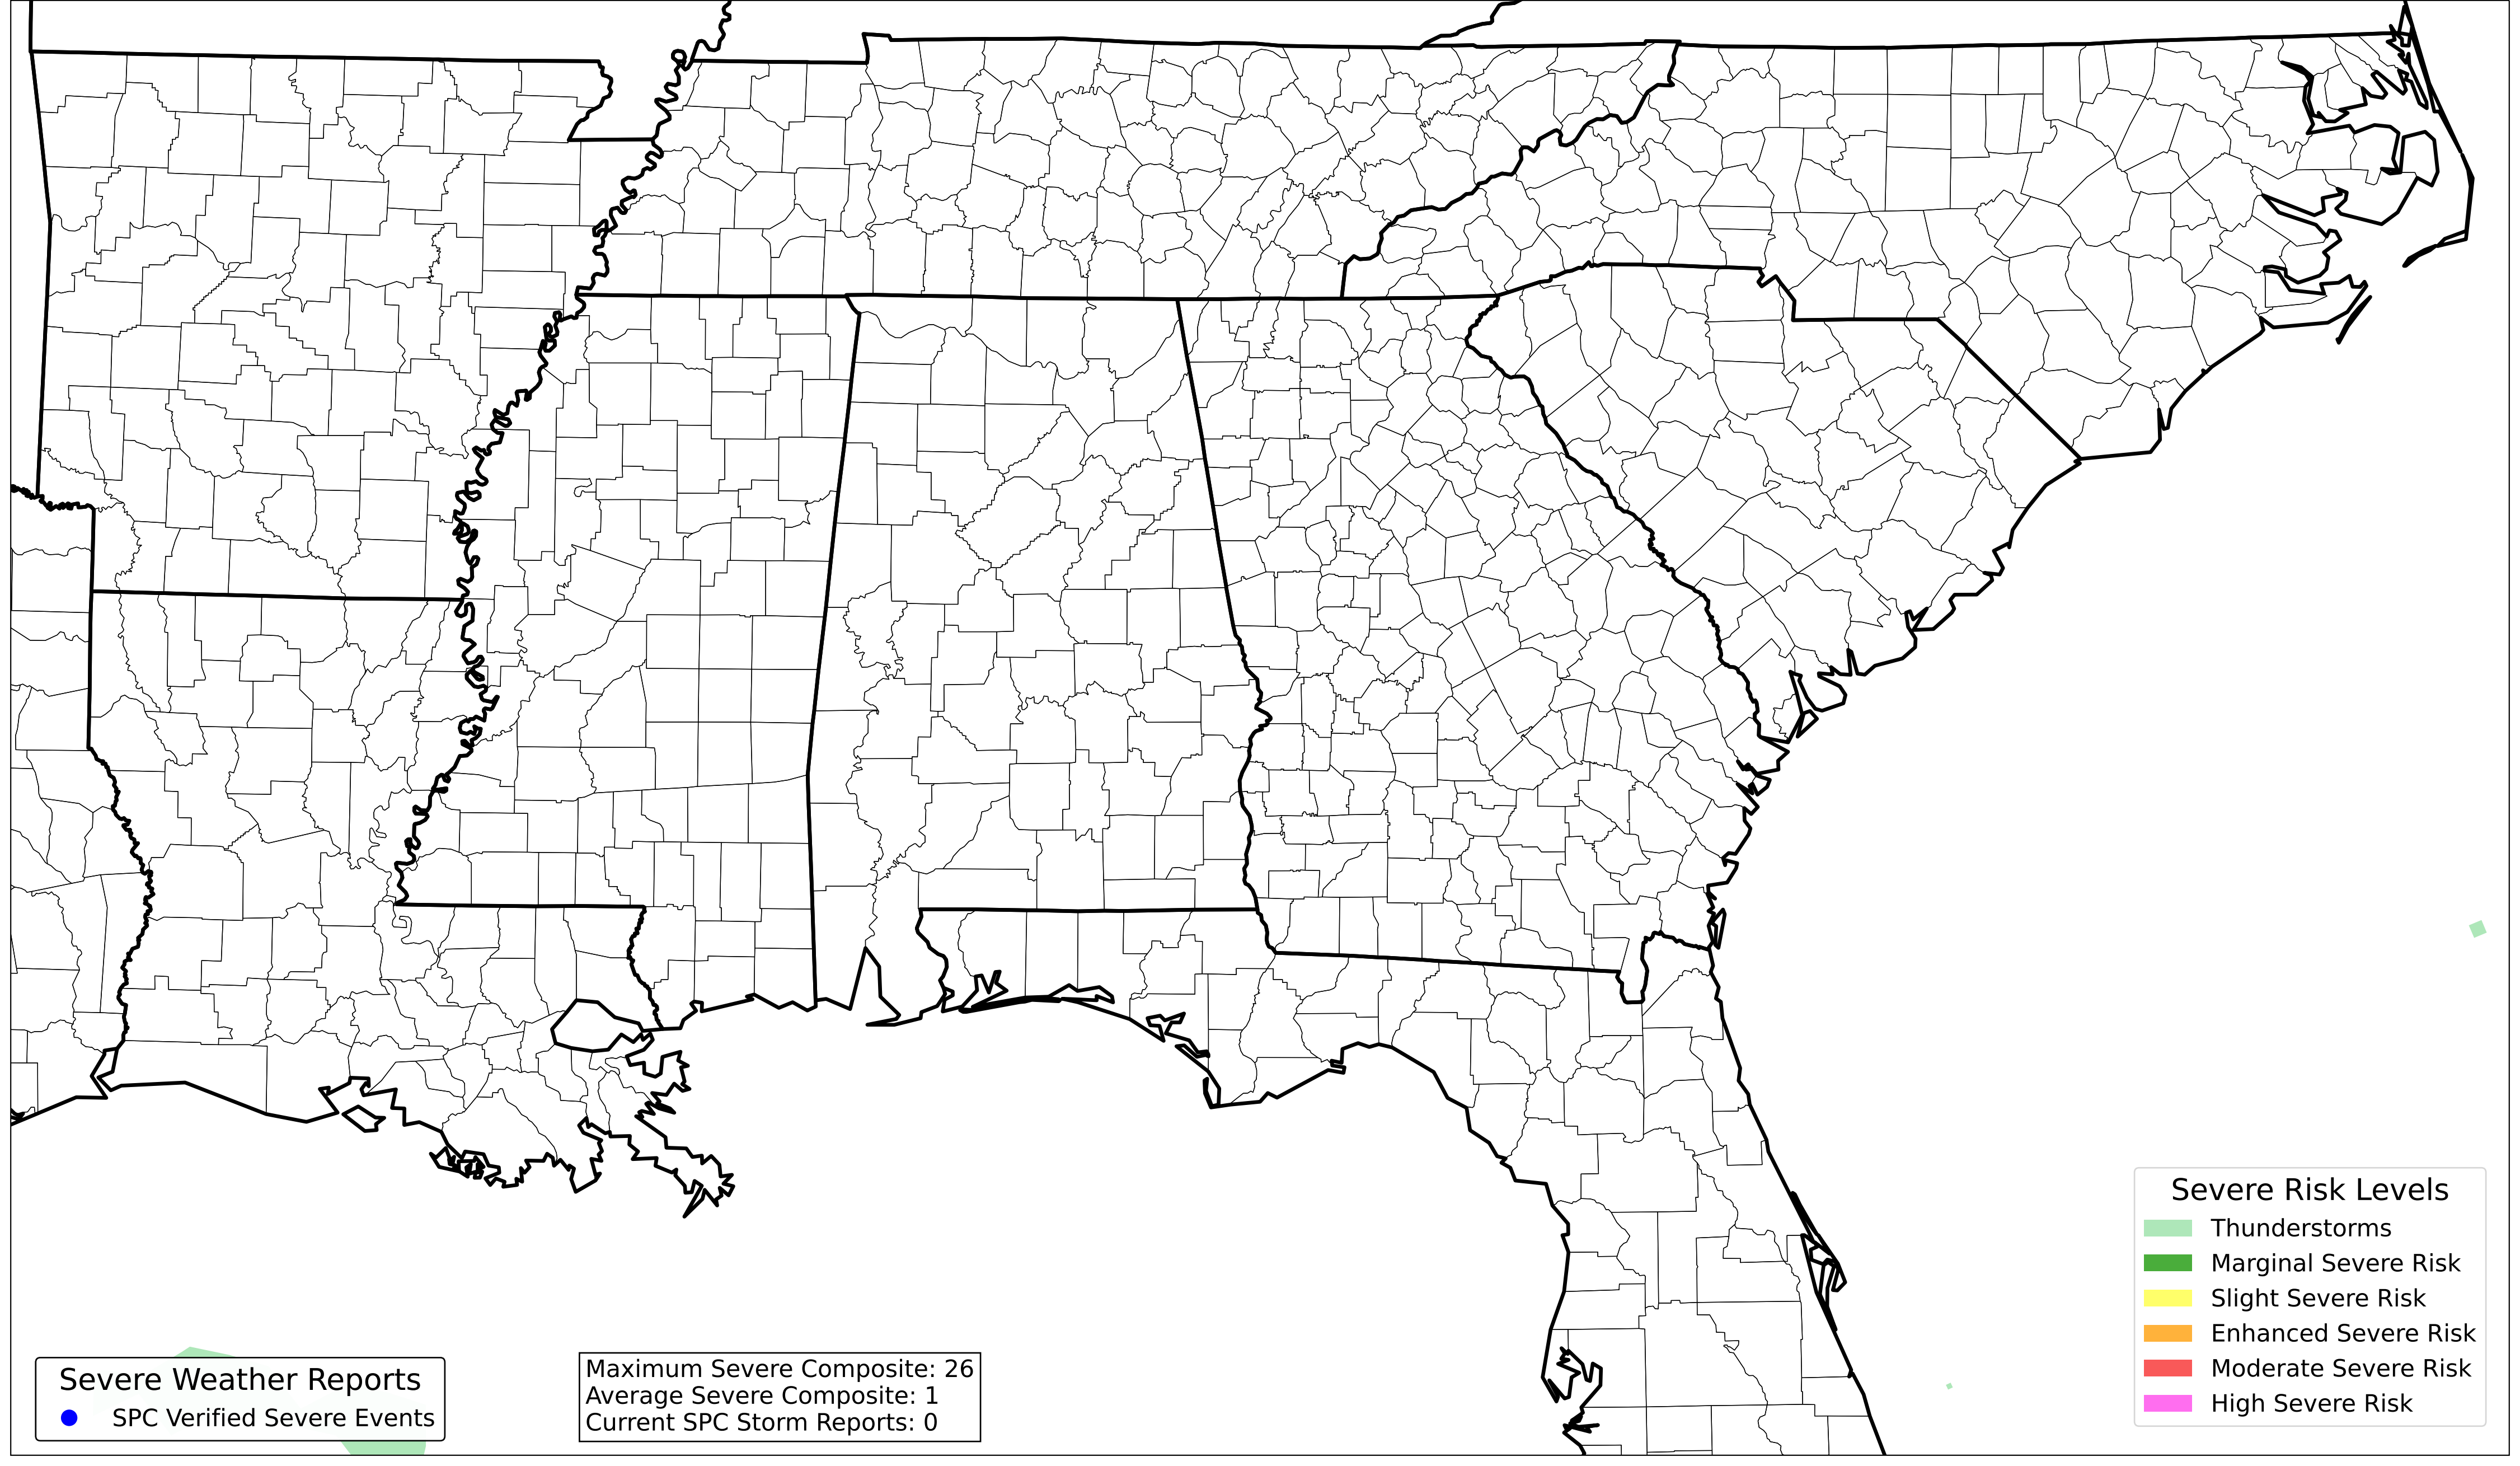 Severe Weather Reports
SPC Verified Severe Events
Maximum Severe Composite: 26
Average Severe Composite: 1
Current SPC Storm Reports: 0
Severe Risk Levels
Thunderstorms
Marginal Severe Risk
Slight Severe Risk
Enhanced Severe Risk
Moderate Severe Risk
High Severe Risk